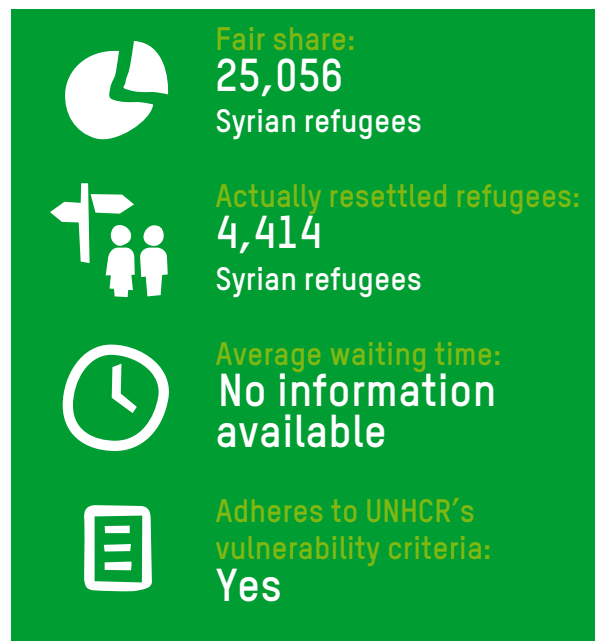 Fair share:
25,056
Syrian refugees
Actually resettled refugees:
4,414
Syrian refugees
Average waiting time:
No information
available
Adheres to UNHCR′s
vulnerability criteria:
Yes